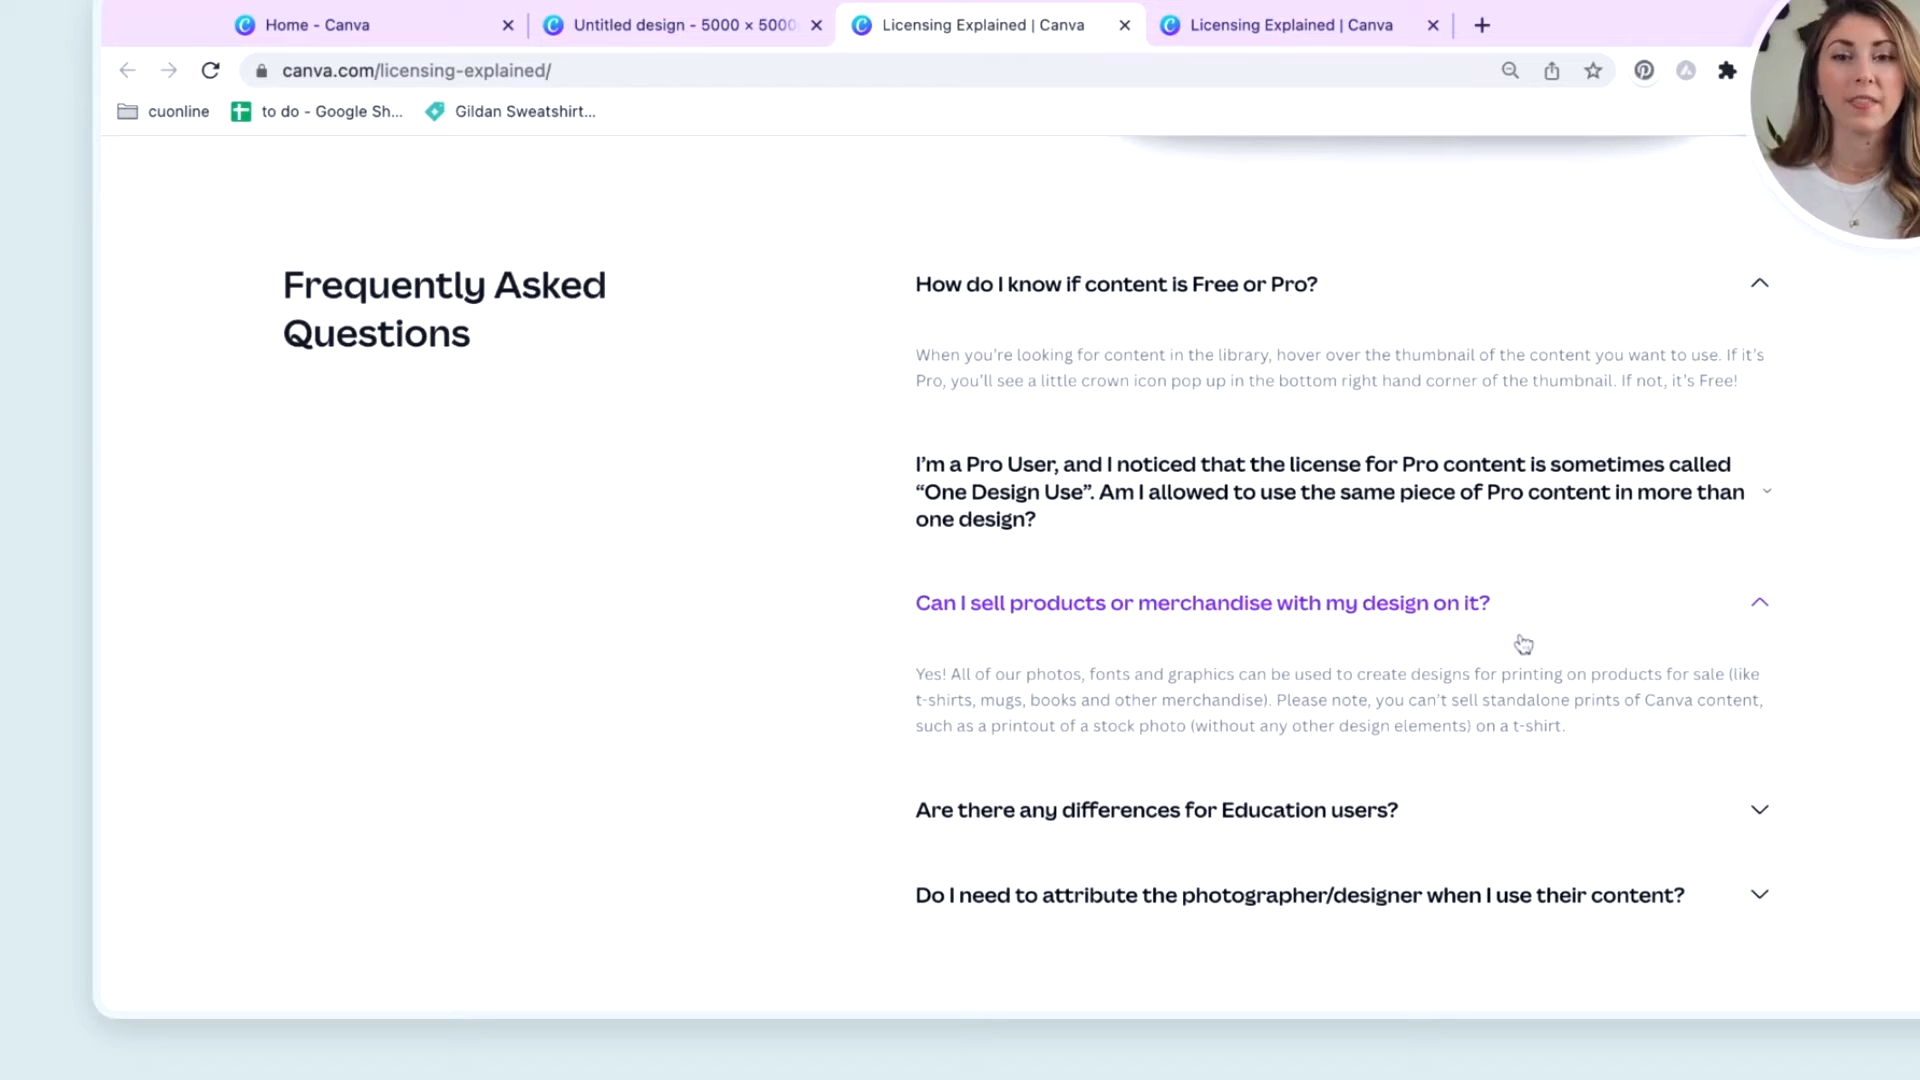 Home - Canva
Untitled design - 5000 × 5000
Licensing Explained | Canva
Licensing Explained | Canva
canva.com/licensing-explained/
cuonline
to do - Google Sh...
Gildan Sweatshirt...
Frequently Asked
Questions
How do I know if content is Free or Pro?
When you're looking for content in the library, hover over the thumbnail of the content you want to use. If it's
Pro, you'll see a little crown icon pop up in the bottom right hand corner of the thumbnail. If not, it's Free!
I'm a Pro User, and I noticed that the license for Pro content is sometimes called
“One Design Use”. Am I allowed to use the same piece of Pro content in more than
one design?
Can I sell products or merchandise with my design on it?
Yes! All of our photos, fonts and graphics can be used to create designs for printing on products for sale (like
t-shirts, mugs, books and other merchandise). Please note, you can't sell standalone prints of Canva content,
such as a printout of a stock photo (without any other design elements) on a t-shirt.
Are there any differences for Education users?
Do I need to attribute the photographer/designer when I use their content?